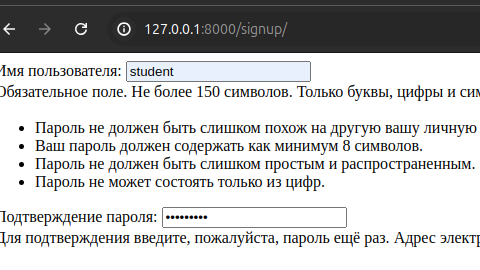 127.0.0.1:8000/signup/
Имя пользователя: student
Обязательное поле. Не более 150 символов. Только буквы, цифры и
Пароль не должен быть слишком похож на другую вашу личную
Ваш пароль должен содержать как минимум 8 символов.
Пароль не должен быть слишком простым и распространенным.
Пароль не может состоять только из цифр.
Подтверждение пароля: •••••••••
Для подтверждения введите, пожалуйста, пароль ещё раз. Адрес